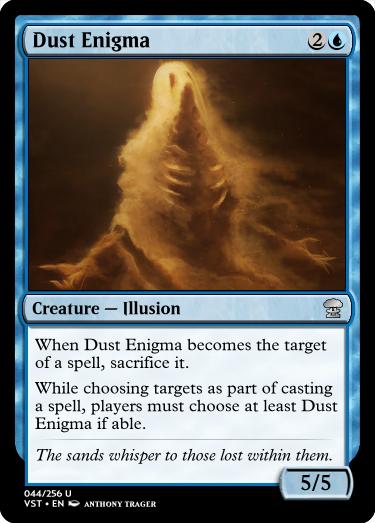 Dust Enigma 2
Creature — Illusion
When Dust Enigma becomes the target
of a spell, sacrifice it.
While choosing targets as part of casting
a spell, players must choose at least Dust
Enigma if able.
The sands whisper to those lost within them.
5/5
044/256 U
VST • EN ANTHONY TRAGER